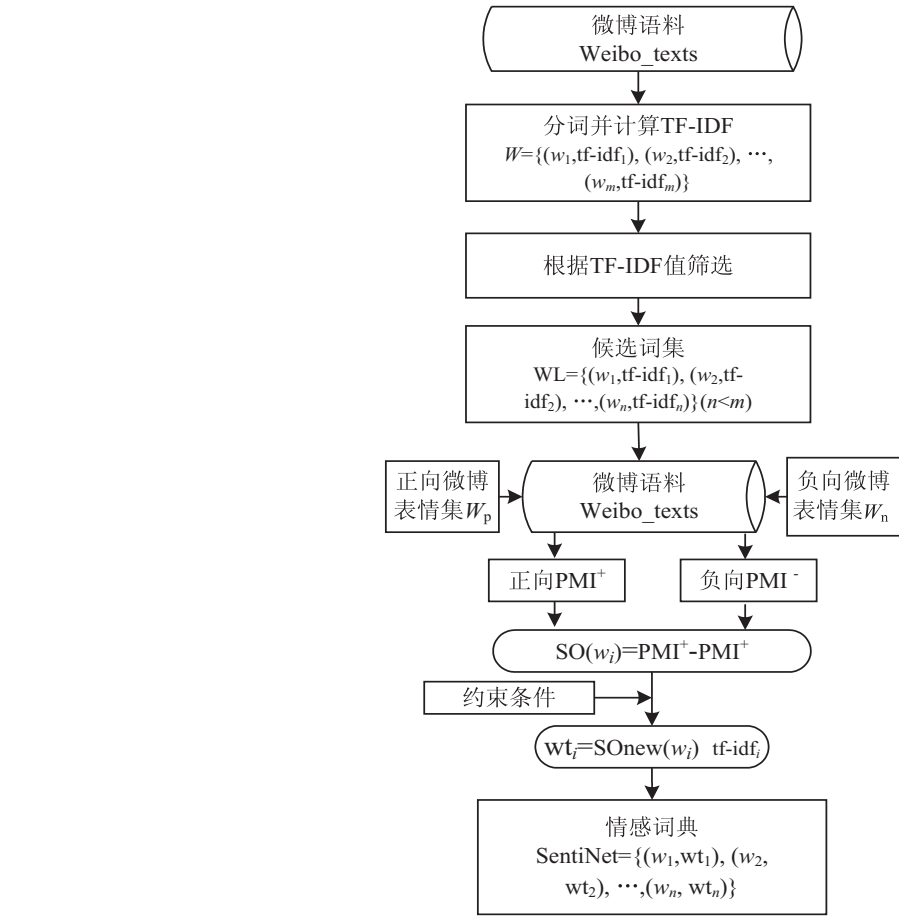 微博语料
Weibo_texts
分词并计算TF-IDF
W={(w₁,tf-idf₁), (w₂,tf-idf₂), ⋯,
(wₘ,tf-idfₘ)}
根据TF-IDF值筛选
候选词集
WL={(w₁,tf-idf₁), (w₂,tf-
idf₂), ⋯,(wₙ,tf-idfₙ)}(n<m)
正向微博
表情集Wₚ
微博语料
Weibo_texts
负向微博
表情集Wₙ
正向PMI⁺
负向PMI⁻
SO(wᵢ)=PMI⁺-PMI⁺
约束条件
wtᵢ=SOnew(wᵢ) tf-idfᵢ
情感词典
SentiNet={(w₁,wt₁), (w₂,
wt₂), ⋯,(wₙ, wtₙ)}